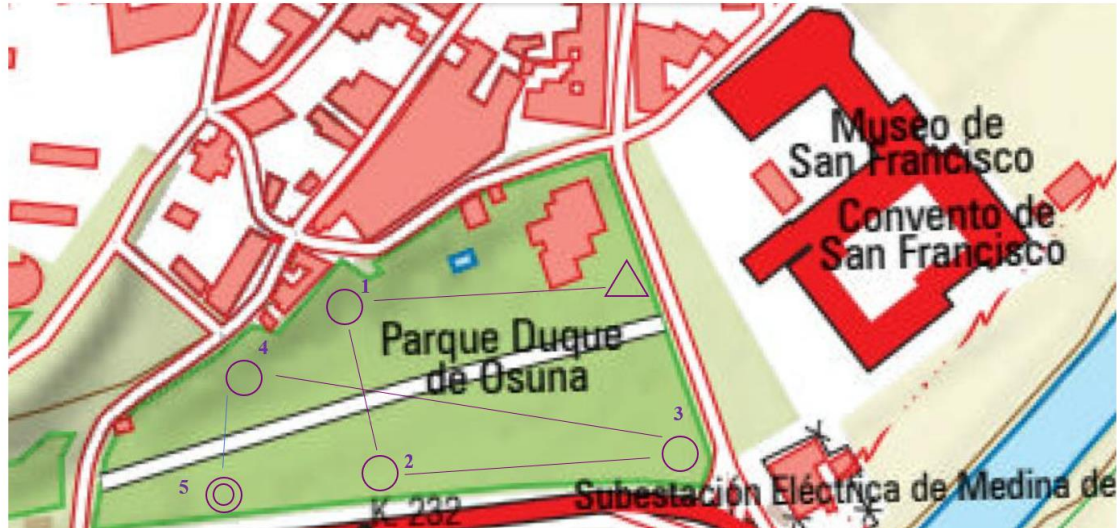 Museo de
San Francisco
Convento de
San Francisco
1
Parque Duque
de Osuna
4
3
2
5
Subestación Eléctrica de Medina de
K 232